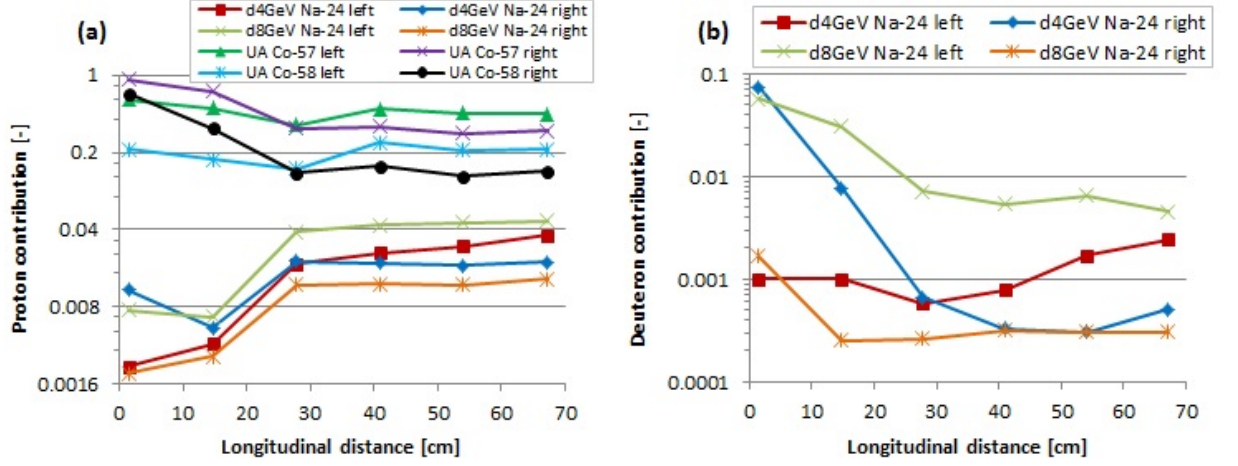 (a)
d4GeV Na-24 left
d4GeV Na-24 right
d8GeV Na-24 left
d8GeV Na-24 right
UA Co-57 left
UA Co-57 right
UA Co-58 left
UA Co-58 right
Proton contribution [-]
1
0.2
0.04
0.008
0.0016
0 10 20 30 40 50 60 70
Longitudinal distance [cm]
(b)
d4GeV Na-24 left
d4GeV Na-24 right
d8GeV Na-24 left
d8GeV Na-24 right
Deuteron contribution [-]
0.1
0.01
0.001
0.0001
0 10 20 30 40 50 60 70
Longitudinal distance [cm]